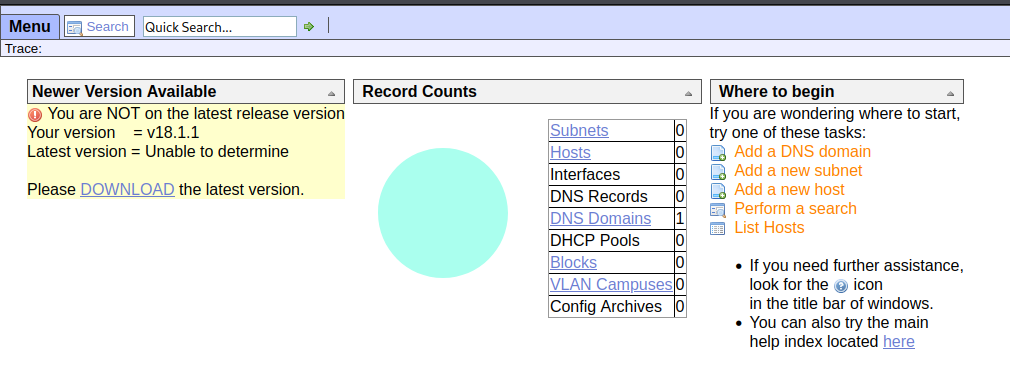 Menu Search Quick Search...
Trace:
Newer Version Available
You are NOT on the latest release version
Your version = v18.1.1
Latest version = Unable to determine
Please DOWNLOAD the latest version.
Record Counts
Subnets 0
Hosts 0
Interfaces 0
DNS Records 0
DNS Domains 1
DHCP Pools 0
Blocks 0
VLAN Campuses 0
Config Archives 0
Where to begin
If you are wondering where to start,
try one of these tasks:
Add a DNS domain
Add a new subnet
Add a new host
Perform a search
List Hosts
• If you need further assistance,
look for the ? icon
in the title bar of windows.
• You can also try the main
help index located here